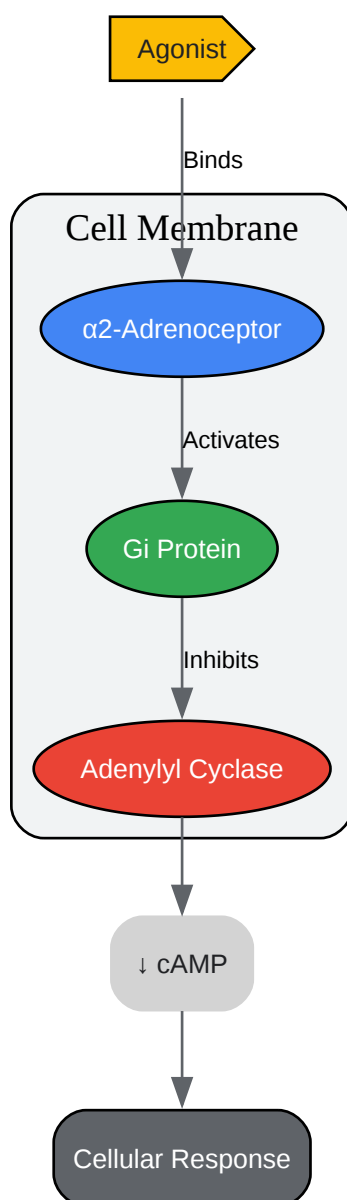 Agonist
Binds
Cell Membrane
α2-Adrenoceptor
Activates
Gi Protein
Inhibits
Adenylyl Cyclase
↓ cAMP
Cellular Response